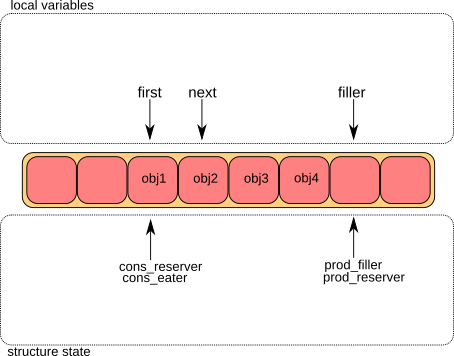 local variables
first next filler
obj1 obj2 obj3 obj4
cons_reserver prod_filler
cons_eater prod_reserver
structure state